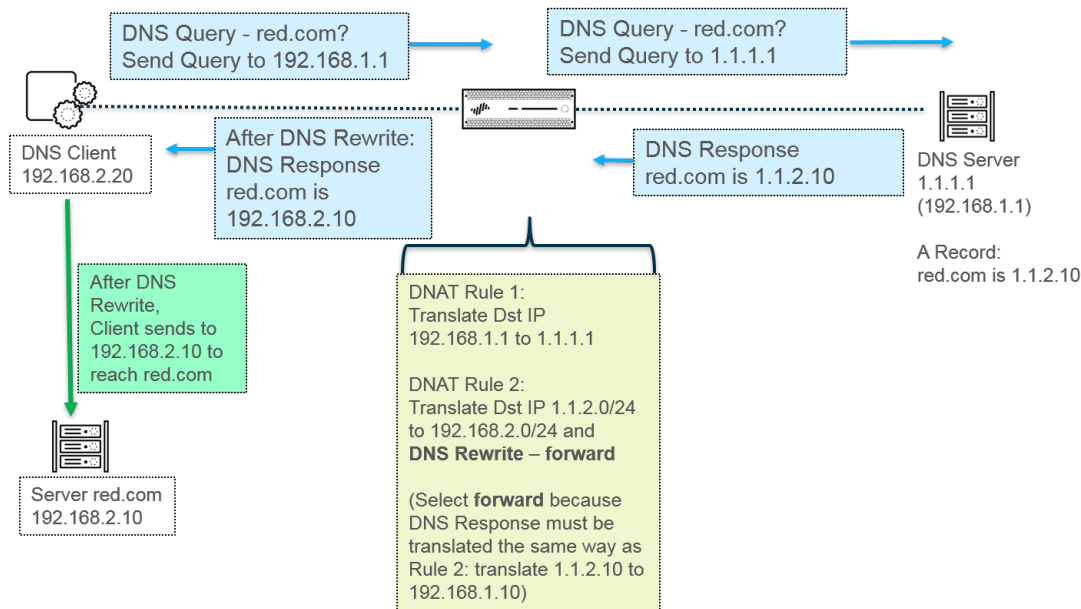 DNS Query - red.com?
Send Query to 192.168.1.1
DNS Query - red.com?
Send Query to 1.1.1.1
DNS Client
192.168.2.20
After DNS Rewrite:
DNS Response
red.com is
192.168.2.10
DNS Response
red.com is 1.1.2.10
DNS Server
1.1.1.1
(192.168.1.1)
A Record:
red.com is 1.1.2.10
After DNS
Rewrite,
Client sends to
192.168.2.10 to
reach red.com
DNAT Rule 1:
Translate Dst IP
192.168.1.1 to 1.1.1.1
DNAT Rule 2:
Translate Dst IP 1.1.2.0/24
to 192.168.2.0/24 and
DNS Rewrite – forward
(Select forward because
DNS Response must be
translated the same way as
Rule 2: translate 1.1.2.10 to
192.168.1.10)
Server red.com
192.168.2.10